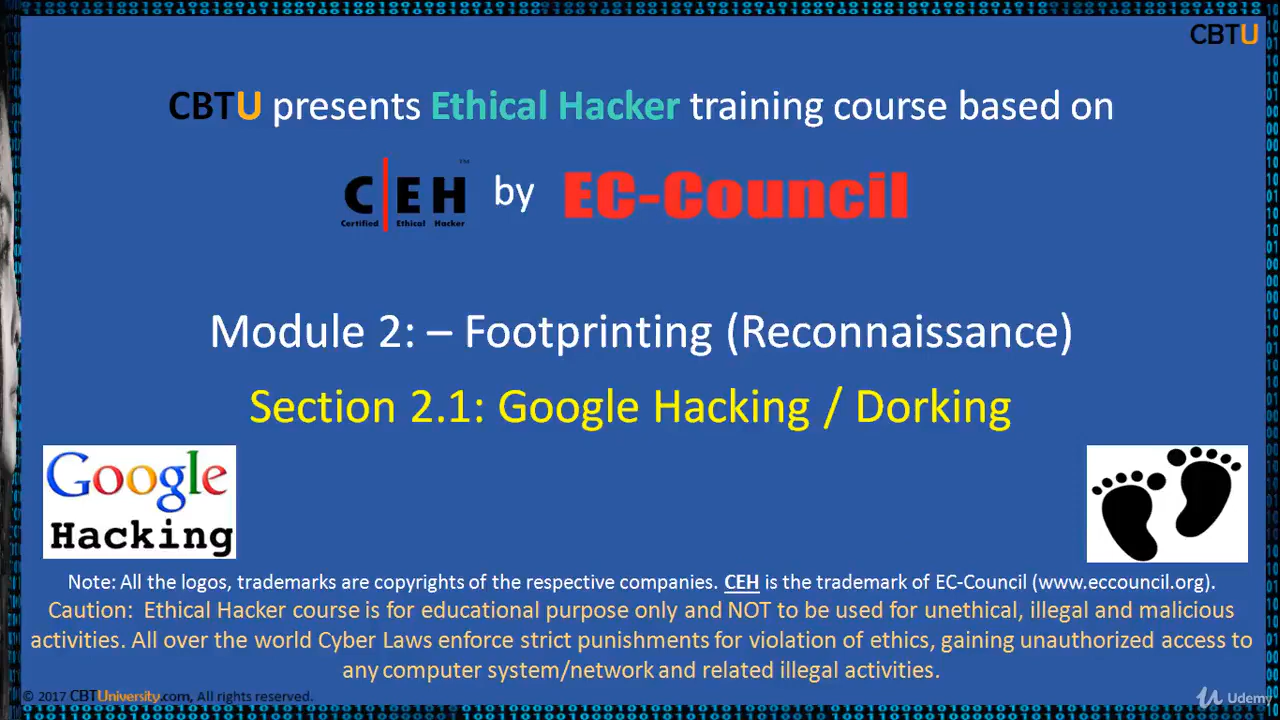 CBTU
CBTU presents Ethical Hacker training course based on
C|EH™ by EC-Council
Certified Ethical Hacker
Module 2: – Footprinting (Reconnaissance)
Section 2.1: Google Hacking / Dorking
Google
Hacking
Note: All the logos, trademarks are copyrights of the respective companies. CEH is the trademark of EC-Council (www.eccouncil.org).
Caution: Ethical Hacker course is for educational purpose only and NOT to be used for unethical, illegal and malicious
activities. All over the world Cyber Laws enforce strict punishments for violation of ethics, gaining unauthorized access to
any computer system/network and related illegal activities.
© 2017 CBTUniversity.com, All rights reserved.
Udemy